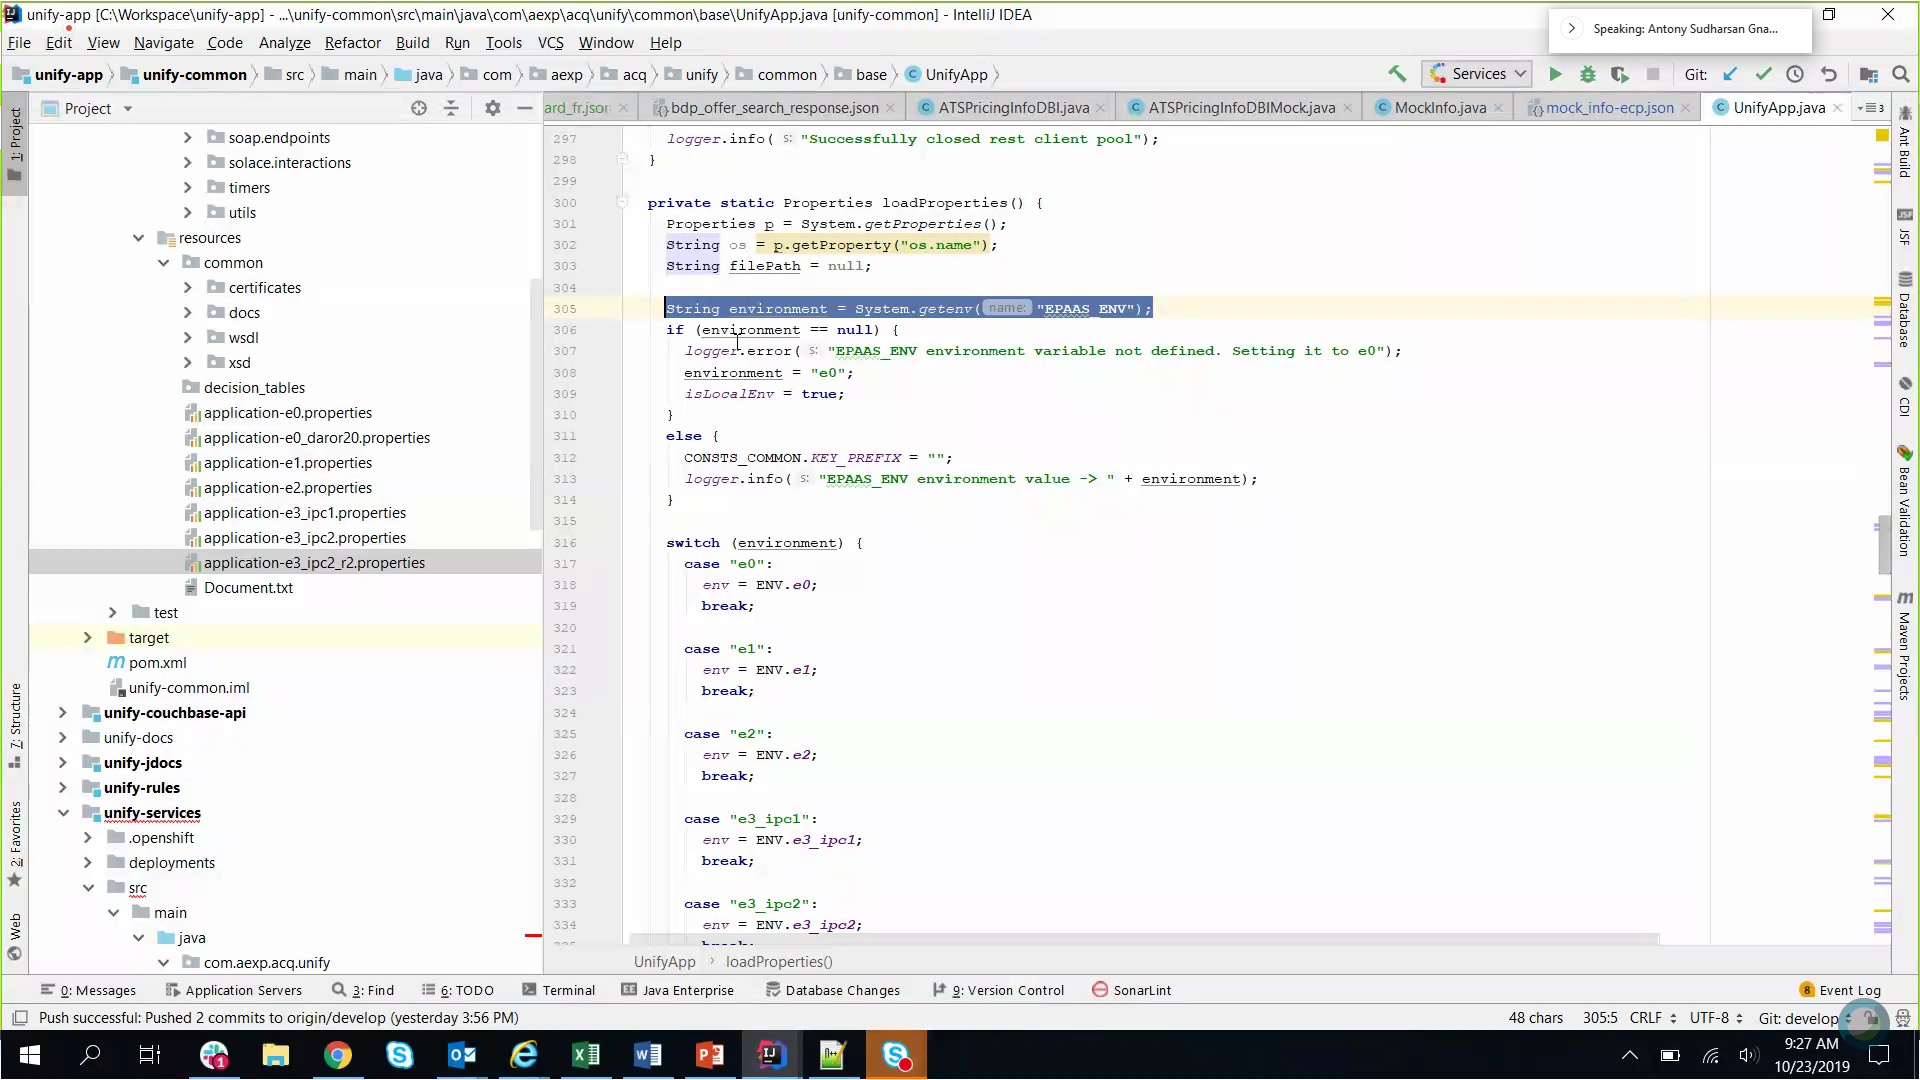 unify-app [C:\Workspace\unify-app] - ...\unify-common\src\main\java\com\aexp\acq\unify\common\base\UnifyApp.java [unify-common] - IntelliJ IDEA
Speaking: Antony Sudharsan Gna...
File Edit View Navigate Code Analyze Refactor Build Run Tools VCS Window Help
unify-app unify-common src main java com aexp acq unify common base UnifyApp Services Git:
Project ard_fr.json bdp_offer_search_response.json ATSPricingInfoDBI.java ATSPricingInfoDBIMock.java MockInfo.java mock_info-ecp.json UnifyApp.java 3
1: Project
7: Structure
2: Favorites
Web
soap.endpoints
solace.interactions
timers
utils
resources
common
certificates
docs
wsdl
xsd
decision_tables
application-e0.properties
application-e0_daror20.properties
application-e1.properties
application-e2.properties
application-e3_ipc1.properties
application-e3_ipc2.properties
application-e3_ipc2_r2.properties
Document.txt
test
target
pom.xml
unify-common.iml
unify-couchbase-api
unify-docs
unify-jdocs
unify-rules
unify-services
.openshift
deployments
src
main
java
com.aexp.acq.unify
297 logger.info( s: "Successfully closed rest client pool");
298 }
299
300 private static Properties loadProperties() {
301 Properties p = System.getProperties();
302 String os = p.getProperty("os.name");
303 String filePath = null;
304
305 String environment = System.getenv( name: "EPAAS_ENV");
306 if (environment == null) {
307 logger.error( s: "EPAAS_ENV environment variable not defined. Setting it to e0");
308 environment = "e0";
309 isLocalEnv = true;
310 }
311 else {
312 CONSTS_COMMON.KEY_PREFIX = "";
313 logger.info( s: "EPAAS_ENV environment value -> " + environment);
314 }
315
316 switch (environment) {
317 case "e0":
318 env = ENV.e0;
319 break;
320
321 case "e1":
322 env = ENV.e1;
323 break;
324
325 case "e2":
326 env = ENV.e2;
327 break;
328
329 case "e3_ipc1":
330 env = ENV.e3_ipc1;
331 break;
332
333 case "e3_ipc2":
334 env = ENV.e3_ipc2;
UnifyApp loadProperties()
Ant Build
JSF
Database
CDI
Bean Validation
Maven Projects
0: Messages Application Servers 3: Find 6: TODO Terminal Java Enterprise Database Changes 9: Version Control SonarLint 8 Event Log
Push successful: Pushed 2 commits to origin/develop (yesterday 3:56 PM) 48 chars 305:5 CRLF UTF-8 Git: develop
9:27 AM
10/23/2019